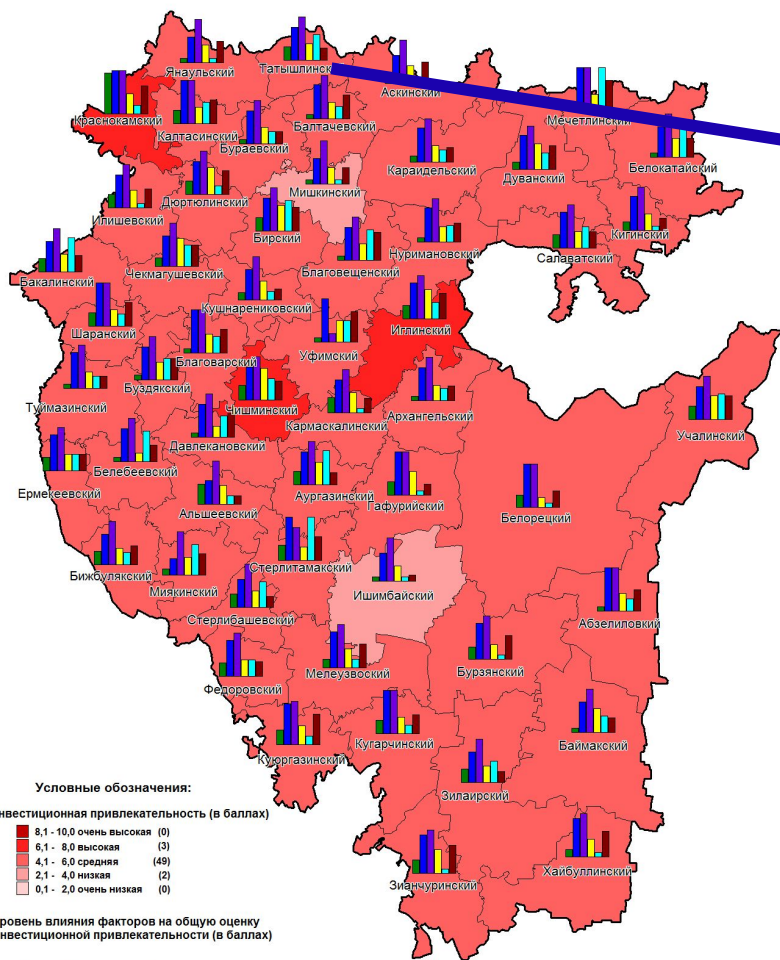 Янаульский
Татышлинск
Аскинский
Краснокамский
Калтасинский
Балтачевский
Мечетлинский
Бураевский
Мишкинский
Караидельский
Дуванский
Белокатайский
Илишевский
Дюртюлинский
Бирский
Нуримановский
Салаватский
Кигинский
Бакалинский
Чекмагушевский
Благовещенский
Кушнарениковский
Шаранский
Благоварский
Уфимский
Иглинский
Туймазинский
Буздякский
Чишминский
Кармаскалинский
Архангельский
Учалинский
Давлекановский
Белебеевский
Ермекеевский
Альшеевский
Аургазинский
Гафурийский
Белорецкий
Бижбулякский
Миякинский
Стерлитамакский
Ишимбайский
Стерлибашевский
Абзелиловский
Федоровский
Мелеузвоский
Бурзянский
Куюргазинский
Кугарчинский
Баймакский
Зилаирский
Зианчуринский
Хайбуллинский
Условные обозначения:
нвестиционная привлекательность (в баллах)
8,1 - 10,0 очень высокая (0)
6,1 - 8,0 высокая (3)
4,1 - 6,0 средняя (49)
2,1 - 4,0 низкая (2)
0,1 - 2,0 очень низкая (0)
ровень влияния факторов на общую оценку
нвестиционной привлекательности (в баллах)